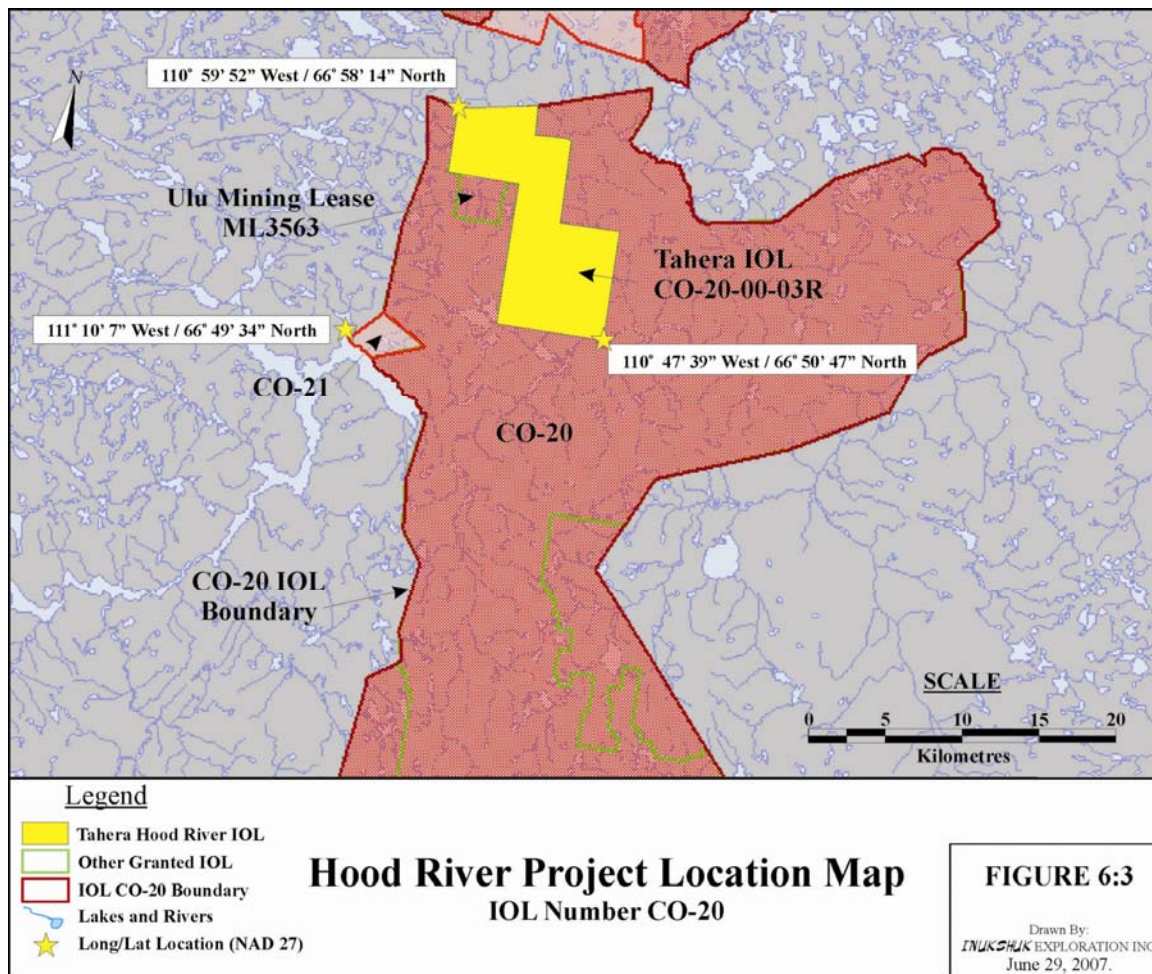 N
110° 59’ 52” West / 66° 58’ 14” North
Ulu Mining Lease
ML3563
Tahera IOL
CO-20-00-03R
111° 10’ 7” West / 66° 49’ 34” North
110° 47’ 39” West / 66° 50’ 47” North
CO-21
CO-20
CO-20 IOL
Boundary
SCALE
0 5 10 15 20
Kilometres
Legend
Tahera Hood River IOL
Other Granted IOL
IOL CO-20 Boundary
Lakes and Rivers
Long/Lat Location (NAD 27)
Hood River Project Location Map
IOL Number CO-20
FIGURE 6:3
Drawn By:
INUKSHUK EXPLORATION INC
June 29, 2007.